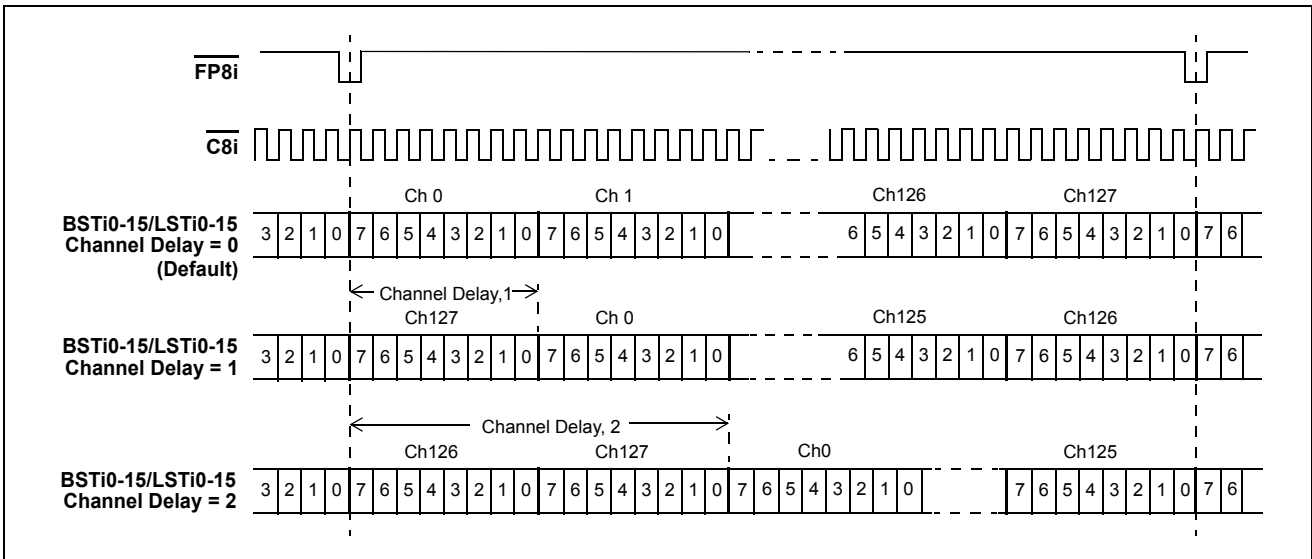 FP8i
C8i
Ch 0 Ch 1 Ch126 Ch127
BSTi0-15/LSTi0-15
Channel Delay = 0
(Default)
3 2 1 0 7 6 5 4 3 2 1 0 7 6 5 4 3 2 1 0 6 5 4 3 2 1 0 7 6 5 4 3 2 1 0 7 6
Channel Delay,1
Ch127 Ch 0 Ch125 Ch126
BSTi0-15/LSTi0-15
Channel Delay = 1
3 2 1 0 7 6 5 4 3 2 1 0 7 6 5 4 3 2 1 0 6 5 4 3 2 1 0 7 6 5 4 3 2 1 0 7 6
Channel Delay, 2
Ch126 Ch127 Ch0 Ch125
BSTi0-15/LSTi0-15
Channel Delay = 2
3 2 1 0 7 6 5 4 3 2 1 0 7 6 5 4 3 2 1 0 7 6 5 4 3 2 1 0 7 6 5 4 3 2 1 0 7 6